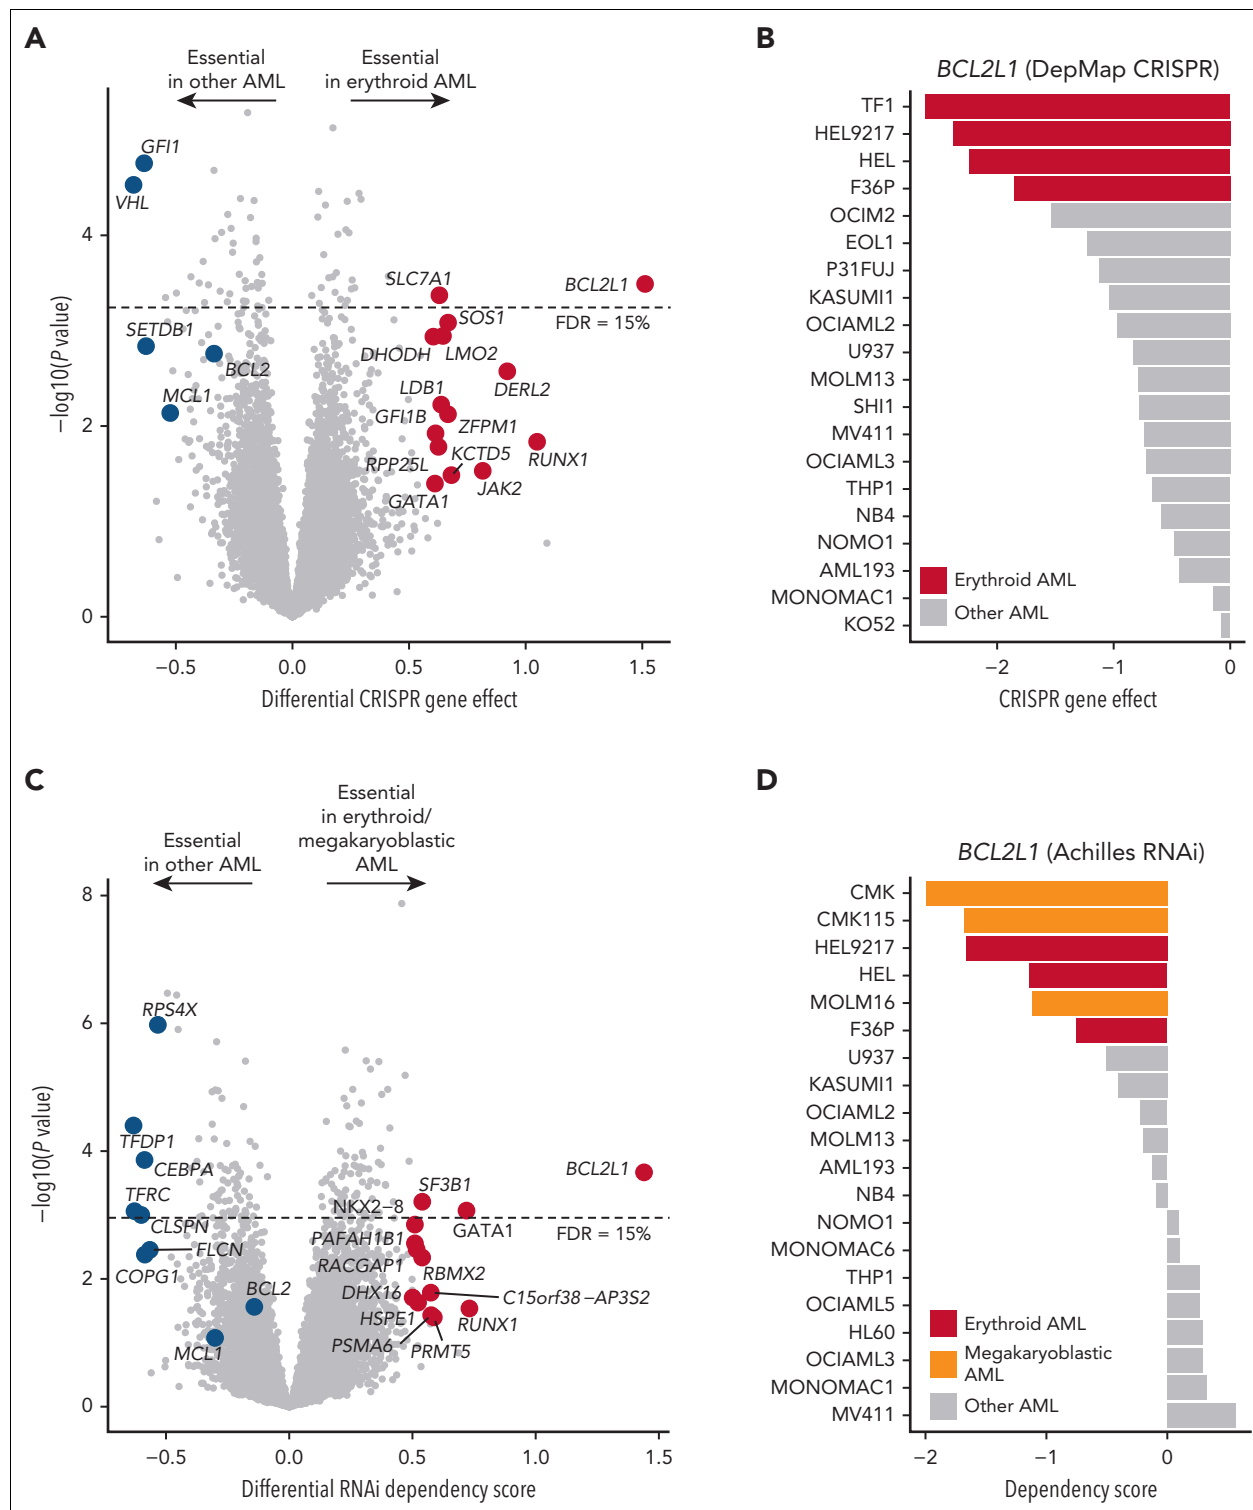 A
Essential
in other AML
Essential
in erythroid AML
GFI1
VHL
SLC7A1
BCL2L1
FDR = 15%
SETDB1
SOS1
BCL2
DHODH
LMO2
MCL1
DERL2
LDB1
GFI1B
ZFPM1
RPP25L
KCTD5
RUNX1
GATA1
JAK2
4
2
0
−log10(P value)
−0.5
0.0
0.5
1.0
1.5
Differential CRISPR gene effect
B
BCL2L1 (DepMap CRISPR)
TF1
HEL9217
HEL
F36P
OCIM2
EOL1
P31FUJ
KASUMI1
OCIAML2
U937
MOLM13
SHI1
MV411
OCIAML3
THP1
NB4
NOMO1
AML193
MONOMAC1
KO52
Erythroid AML
Other AML
−2
−1
0
CRISPR gene effect
C
Essential
in other AML
Essential
in erythroid/
megakaryoblastic
AML
RPS4X
TFDP1
CEBPA
TFRC
CLSPN
FLCN
COPG1
BCL2
MCL1
BCL2L1
SF3B1
NKX2−8
GATA1
FDR = 15%
PAFAH1B1
RACGAP1
RBMX2
DHX16
C15orf38−AP3S2
HSPE1
RUNX1
PSMA6
PRMT5
8
6
4
2
0
−log10(P value)
−0.5
0.0
0.5
1.0
1.5
Differential RNAi dependency score
D
BCL2L1 (Achilles RNAi)
CMK
CMK115
HEL9217
HEL
MOLM16
F36P
U937
KASUMI1
OCIAML2
MOLM13
AML193
NB4
NOMO1
MONOMAC6
THP1
OCIAML5
HL60
OCIAML3
MONOMAC1
MV411
Erythroid AML
Megakaryoblastic
AML
Other AML
−2
−1
0
Dependency score